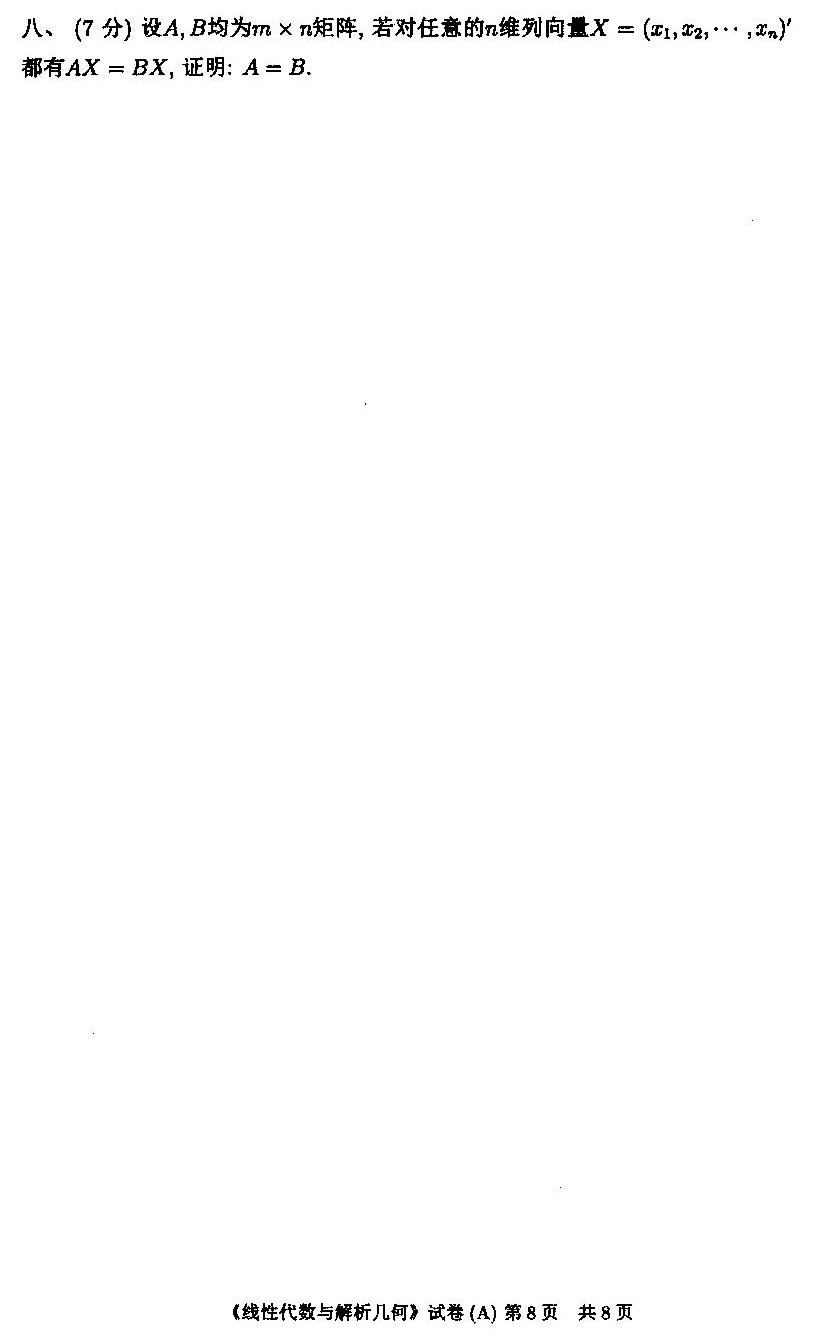 八、 (7 分) 设A, B均为m × n矩阵, 若对任意的n维列向量X = (x₁, x₂, ⋯ , xₙ)′
都有AX = BX, 证明: A = B.
《线性代数与解析几何》试卷 (A) 第 8 页 共 8 页